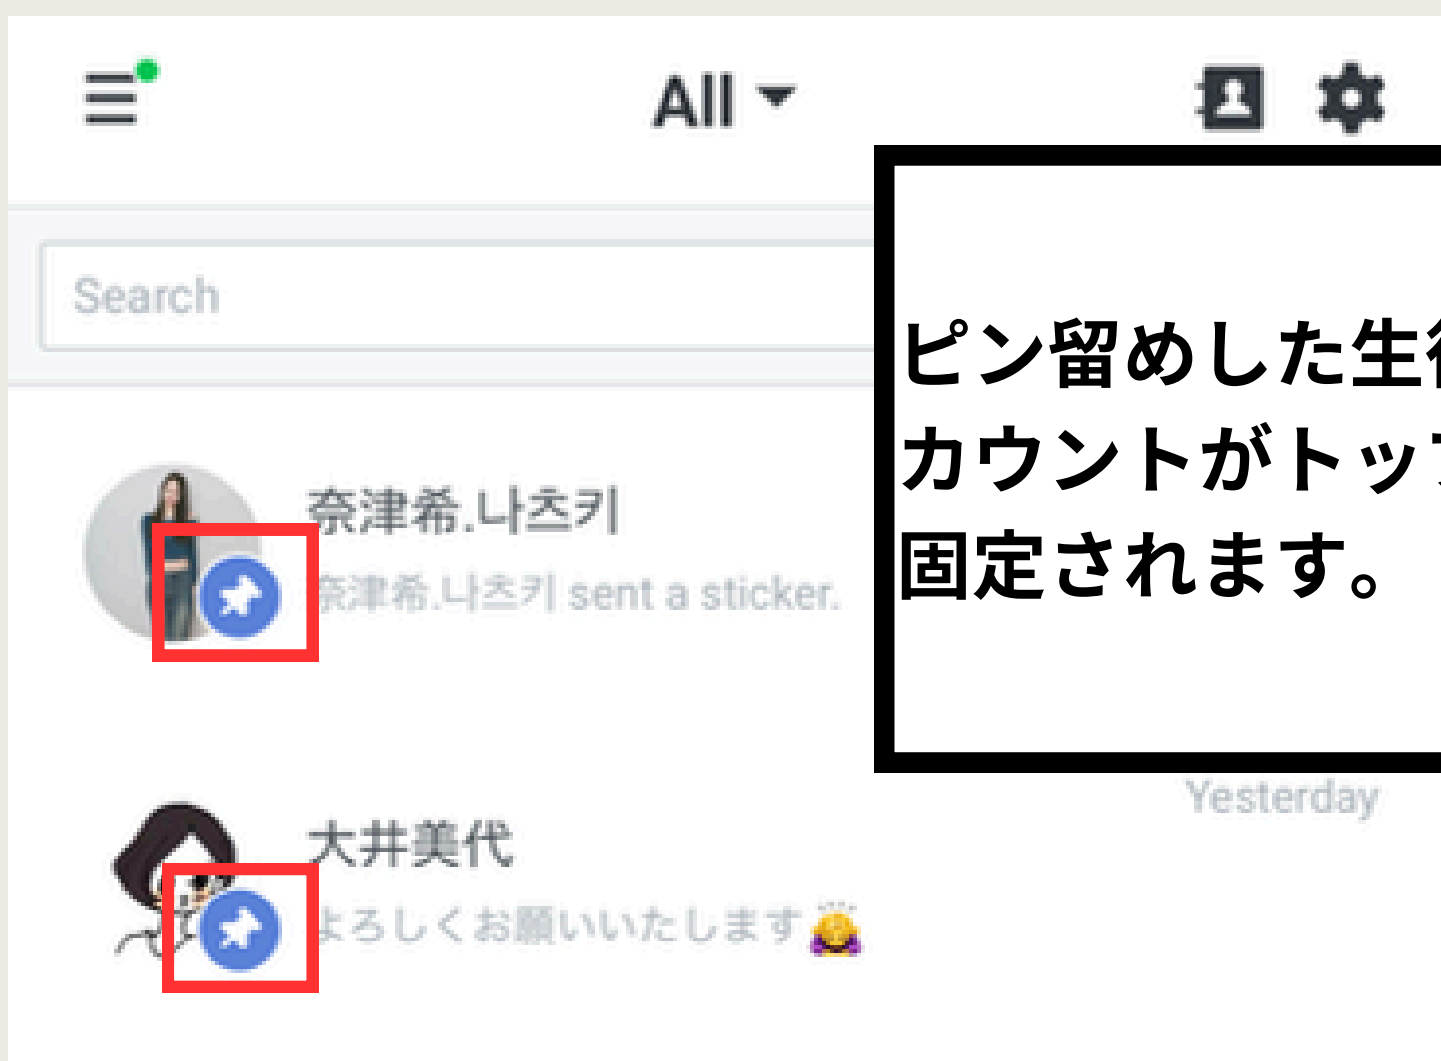 All
Search
ピン留めした生
カウントがトッ
固定されます。
奈津希.나츠키
奈津希.나츠키 sent a sticker.
Yesterday
大井美代
よろしくお願いいたします🙇